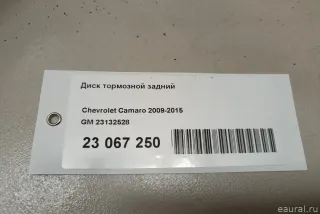 Диск тормозной задний
Chevrolet Camaro 2009-2015
GM 23132528
23 067 250
eaural.ru